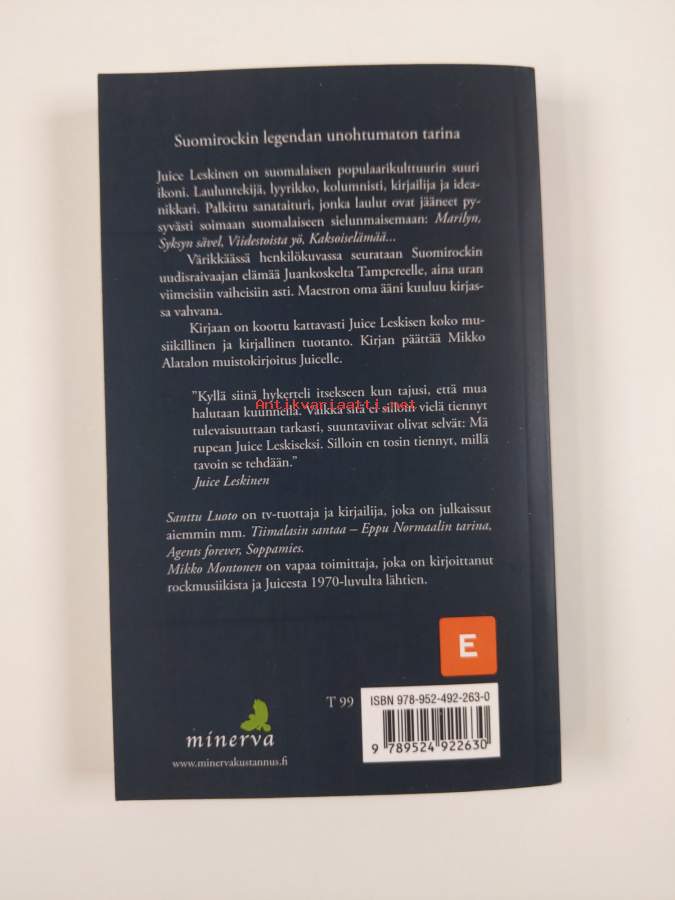 Suomirockin legendan unohtumaton tarina
Juice Leskinen on suomalaisen populaarikulttuurin suuri
ikoni. Lauluntekijä, lyyrikko, kolumnisti, kirjailija ja idea-
nikkari. Palkittu sanataituri, jonka laulut ovat jääneet py-
syvästi soimaan suomalaiseen sielunmaisemaan: Marilyn,
Syksyn sävel, Viidestoista yö, Kaksoiselämää...
Värikkäässä henkilökuvassa seurataan Suomirockin
uudisraivaajan elämää Juankoskelta Tampereelle, aina uran
viimeisiin vaiheisiin asti. Maestron oma ääni kuuluu kirjas-
sa vahvana.
Kirjaan on koottu kattavasti Juice Leskisen koko mu-
siikillinen ja kirjallinen tuotanto. Kirjan päättää Mikko
Alatalon muistokirjoitus Juicelle.
"Kyllä siinä hykerteli itsekseen kun tajusi, että mua
Antikvariaatti.net
halutaan kuunnella. Vaikka sitä ei silloin vielä tiennyt
tulevaisuuttaan tarkasti, suuntaviivat olivat selvät: Mä
rupean Juice Leskiseksi. Silloin en tosin tiennyt, millä
tavoin se tehdään."
Juice Leskinen
Santtu Luoto on tv-tuottaja ja kirjailija, joka on julkaissut
aiemmin mm. Tiimalasin santaa – Eppu Normaalin tarina,
Agents forever, Soppamies.
Mikko Montonen on vapaa toimittaja, joka on kirjoittanut
rockmusiikista ja Juicesta 1970-luvulta lähtien.
E
T 99
ISBN 978-952-492-263-0
9 789524 922630
minerva
www.minervakustannus.fi